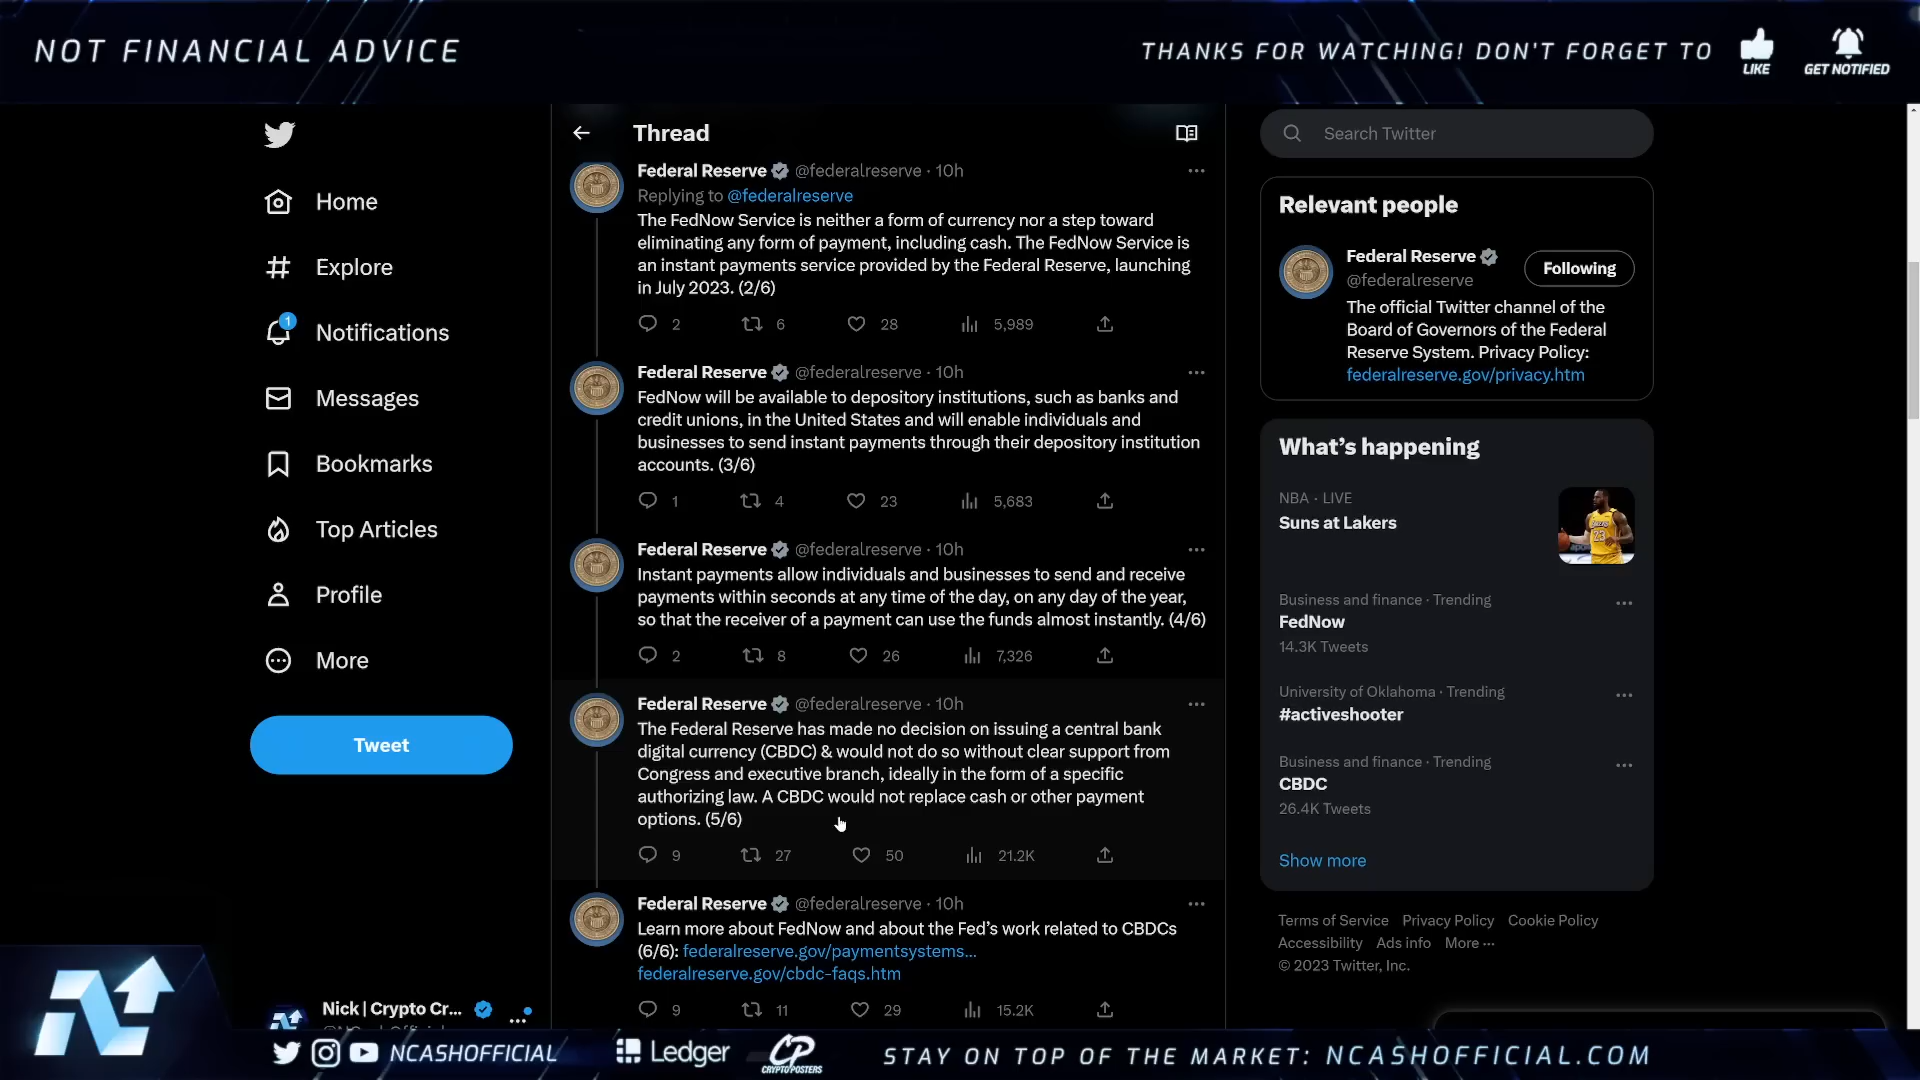 NOT FINANCIAL ADVICE
THANKS FOR WATCHING! DON'T FORGET TO
LIKE
GET NOTIFIED
Home
Explore
1
Notifications
Messages
Bookmarks
Top Articles
Profile
More
Tweet
Nick | Crypto Cr...
Thread
Federal Reserve @federalreserve · 10h
Replying to @federalreserve
The FedNow Service is neither a form of currency nor a step toward
eliminating any form of payment, including cash. The FedNow Service is
an instant payments service provided by the Federal Reserve, launching
in July 2023. (2/6)
2 6 28 5,989
Federal Reserve @federalreserve · 10h
FedNow will be available to depository institutions, such as banks and
credit unions, in the United States and will enable individuals and
businesses to send instant payments through their depository institution
accounts. (3/6)
1 4 23 5,683
Federal Reserve @federalreserve · 10h
Instant payments allow individuals and businesses to send and receive
payments within seconds at any time of the day, on any day of the year,
so that the receiver of a payment can use the funds almost instantly. (4/6)
2 8 26 7,326
Federal Reserve @federalreserve · 10h
The Federal Reserve has made no decision on issuing a central bank
digital currency (CBDC) & would not do so without clear support from
Congress and executive branch, ideally in the form of a specific
authorizing law. A CBDC would not replace cash or other payment
options. (5/6)
9 27 50 21.2K
Federal Reserve @federalreserve · 10h
Learn more about FedNow and about the Fed's work related to CBDCs
(6/6): federalreserve.gov/paymentsystems...
federalreserve.gov/cbdc-faqs.htm
9 11 29 15.2K
Search Twitter
Relevant people
Federal Reserve
@federalreserve
Following
The official Twitter channel of the
Board of Governors of the Federal
Reserve System. Privacy Policy:
federalreserve.gov/privacy.htm
What's happening
NBA · LIVE
Suns at Lakers
23
Business and finance · Trending
FedNow
14.3K Tweets
University of Oklahoma · Trending
#activeshooter
Business and finance · Trending
CBDC
26.4K Tweets
Show more
Terms of Service Privacy Policy Cookie Policy
Accessibility Ads info More ···
© 2023 Twitter, Inc.
NCASHOFFICIAL
Ledger
CP
CRYPTOPOSTERS
STAY ON TOP OF THE MARKET: NCASHOFFICIAL.COM